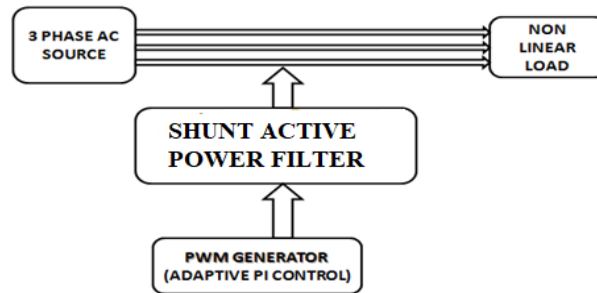 3 PHASE AC
SOURCE
NON
LINEAR
LOAD
SHUNT ACTIVE
POWER FILTER
PWM GENERATOR
(ADAPTIVE PI CONTROL)